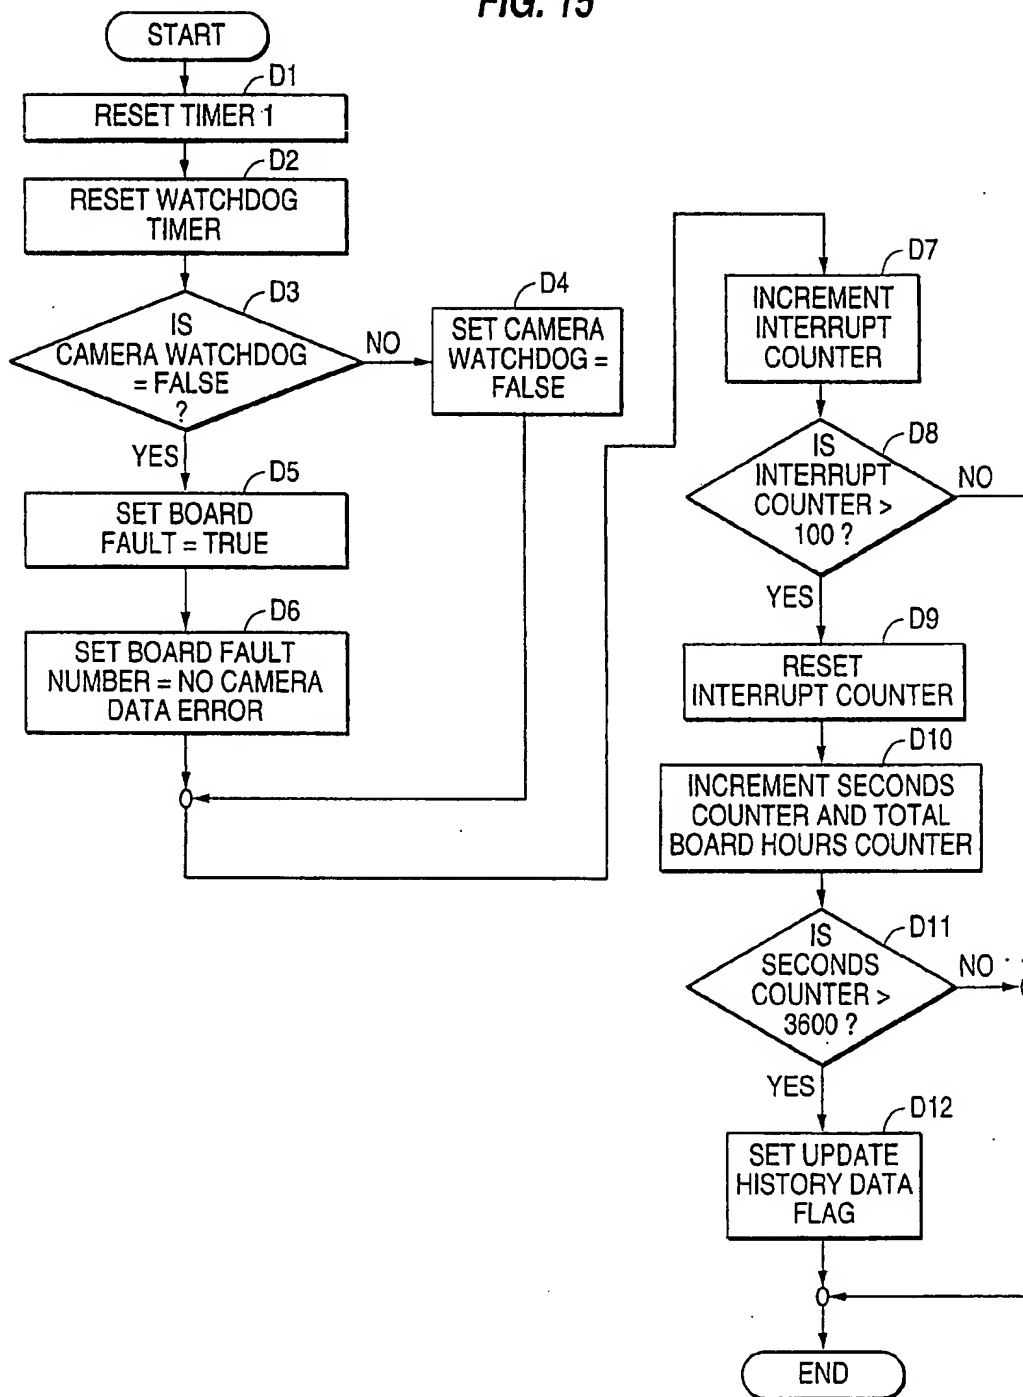 FIG. 15
START
D1
RESET TIMER 1
D2
RESET WATCHDOG
TIMER
D3
IS
CAMERA WATCHDOG
= FALSE
?
NO
D4
SET CAMERA
WATCHDOG =
FALSE
YES
D5
SET BOARD
FAULT = TRUE
D6
SET BOARD FAULT
NUMBER = NO CAMERA
DATA ERROR
D7
INCREMENT
INTERRUPT
COUNTER
D8
IS
INTERRUPT
COUNTER >
100 ?
NO
YES
D9
RESET
INTERRUPT COUNTER
D10
INCREMENT SECONDS
COUNTER AND TOTAL
BOARD HOURS COUNTER
D11
IS
SECONDS
COUNTER >
3600 ?
NO
YES
D12
SET UPDATE
HISTORY DATA
FLAG
END